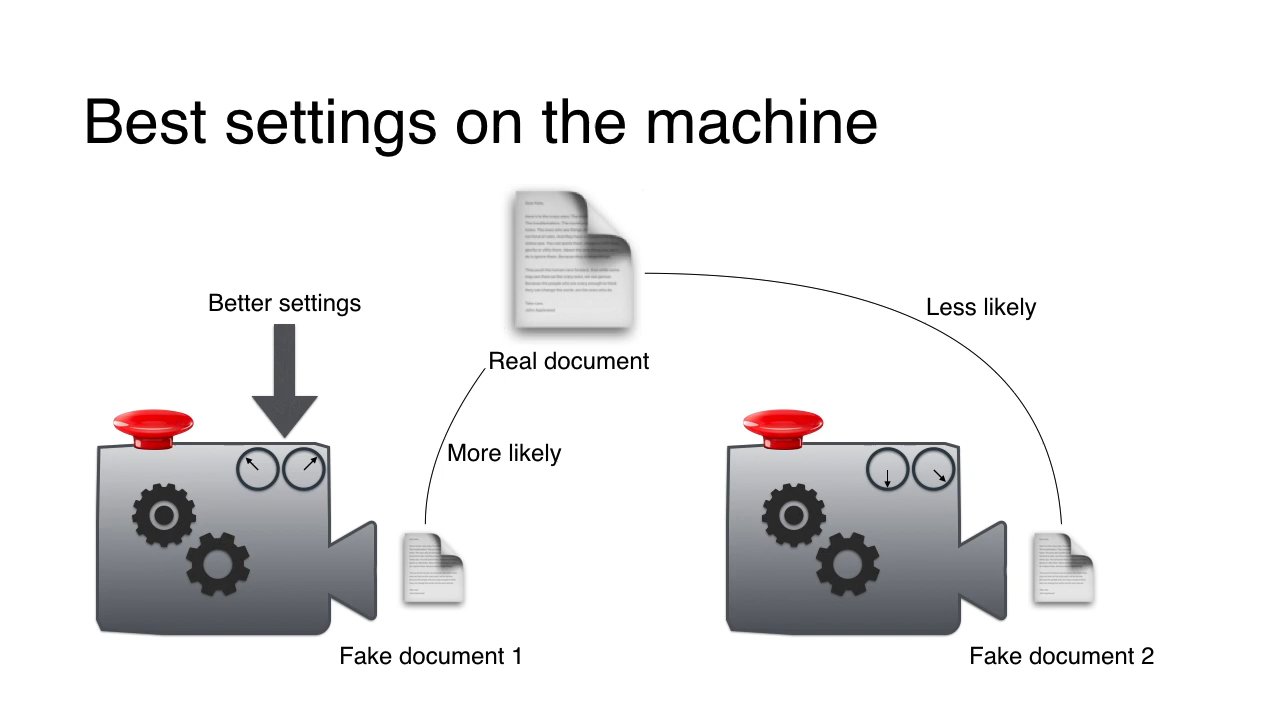 Best settings on the machine
Better settings
Real document
Less likely
More likely
Fake document 1
Fake document 2